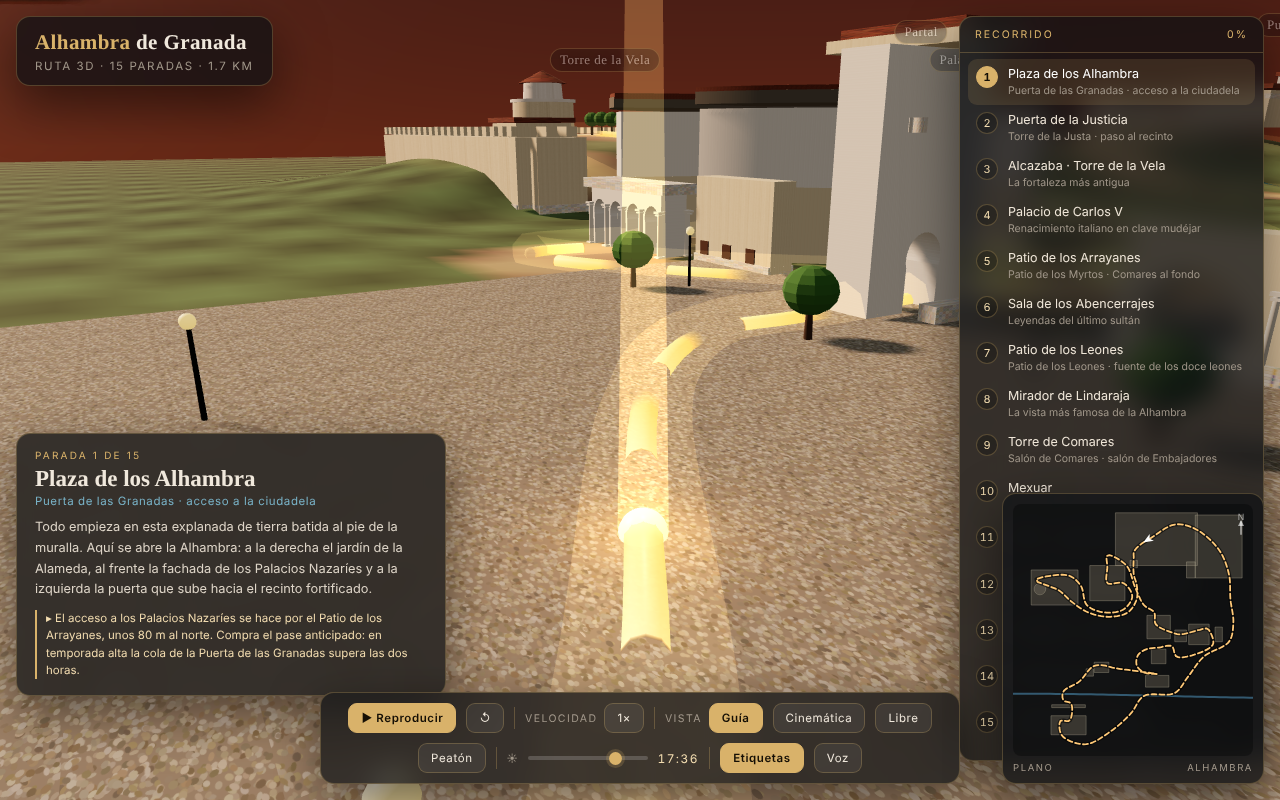 Alhambra de Granada
RUTA 3D · 15 PARADAS · 1.7 KM
Torre de la Vela
Partal
RECORRIDO 0%
1 Plaza de los Alhambra
Puerta de las Granadas · acceso a la ciudadela
2 Puerta de la Justicia
Torre de la Justa · paso al recinto
3 Alcazaba · Torre de la Vela
La fortaleza más antigua
4 Palacio de Carlos V
Renacimiento italiano en clave mudéjar
5 Patio de los Arrayanes
Patio de los Myrtos · Comares al fondo
6 Sala de los Abencerrajes
Leyendas del último sultán
7 Patio de los Leones
Patio de los Leones · fuente de los doce leones
8 Mirador de Lindaraja
La vista más famosa de la Alhambra
9 Torre de Comares
Salón de Comares · salón de Embajadores
10 Mexuar
11
12
13
14
15
PARADA 1 DE 15
Plaza de los Alhambra
Puerta de las Granadas · acceso a la ciudadela
Todo empieza en esta explanada de tierra batida al pie de la
muralla. Aquí se abre la Alhambra: a la derecha el jardín de la
Alameda, al frente la fachada de los Palacios Nazaríes y a la
izquierda la puerta que sube hacia el recinto fortificado.
▸ El acceso a los Palacios Nazaríes se hace por el Patio de los
Arrayanes, unos 80 m al norte. Compra el pase anticipado: en
temporada alta la cola de la Puerta de las Granadas supera las dos
horas.
▶ Reproducir ↺ VELOCIDAD 1× VISTA Guía Cinemática Libre
Peatón ☀ 17:36 Etiquetas Voz
N
PLANO ALHAMBRA